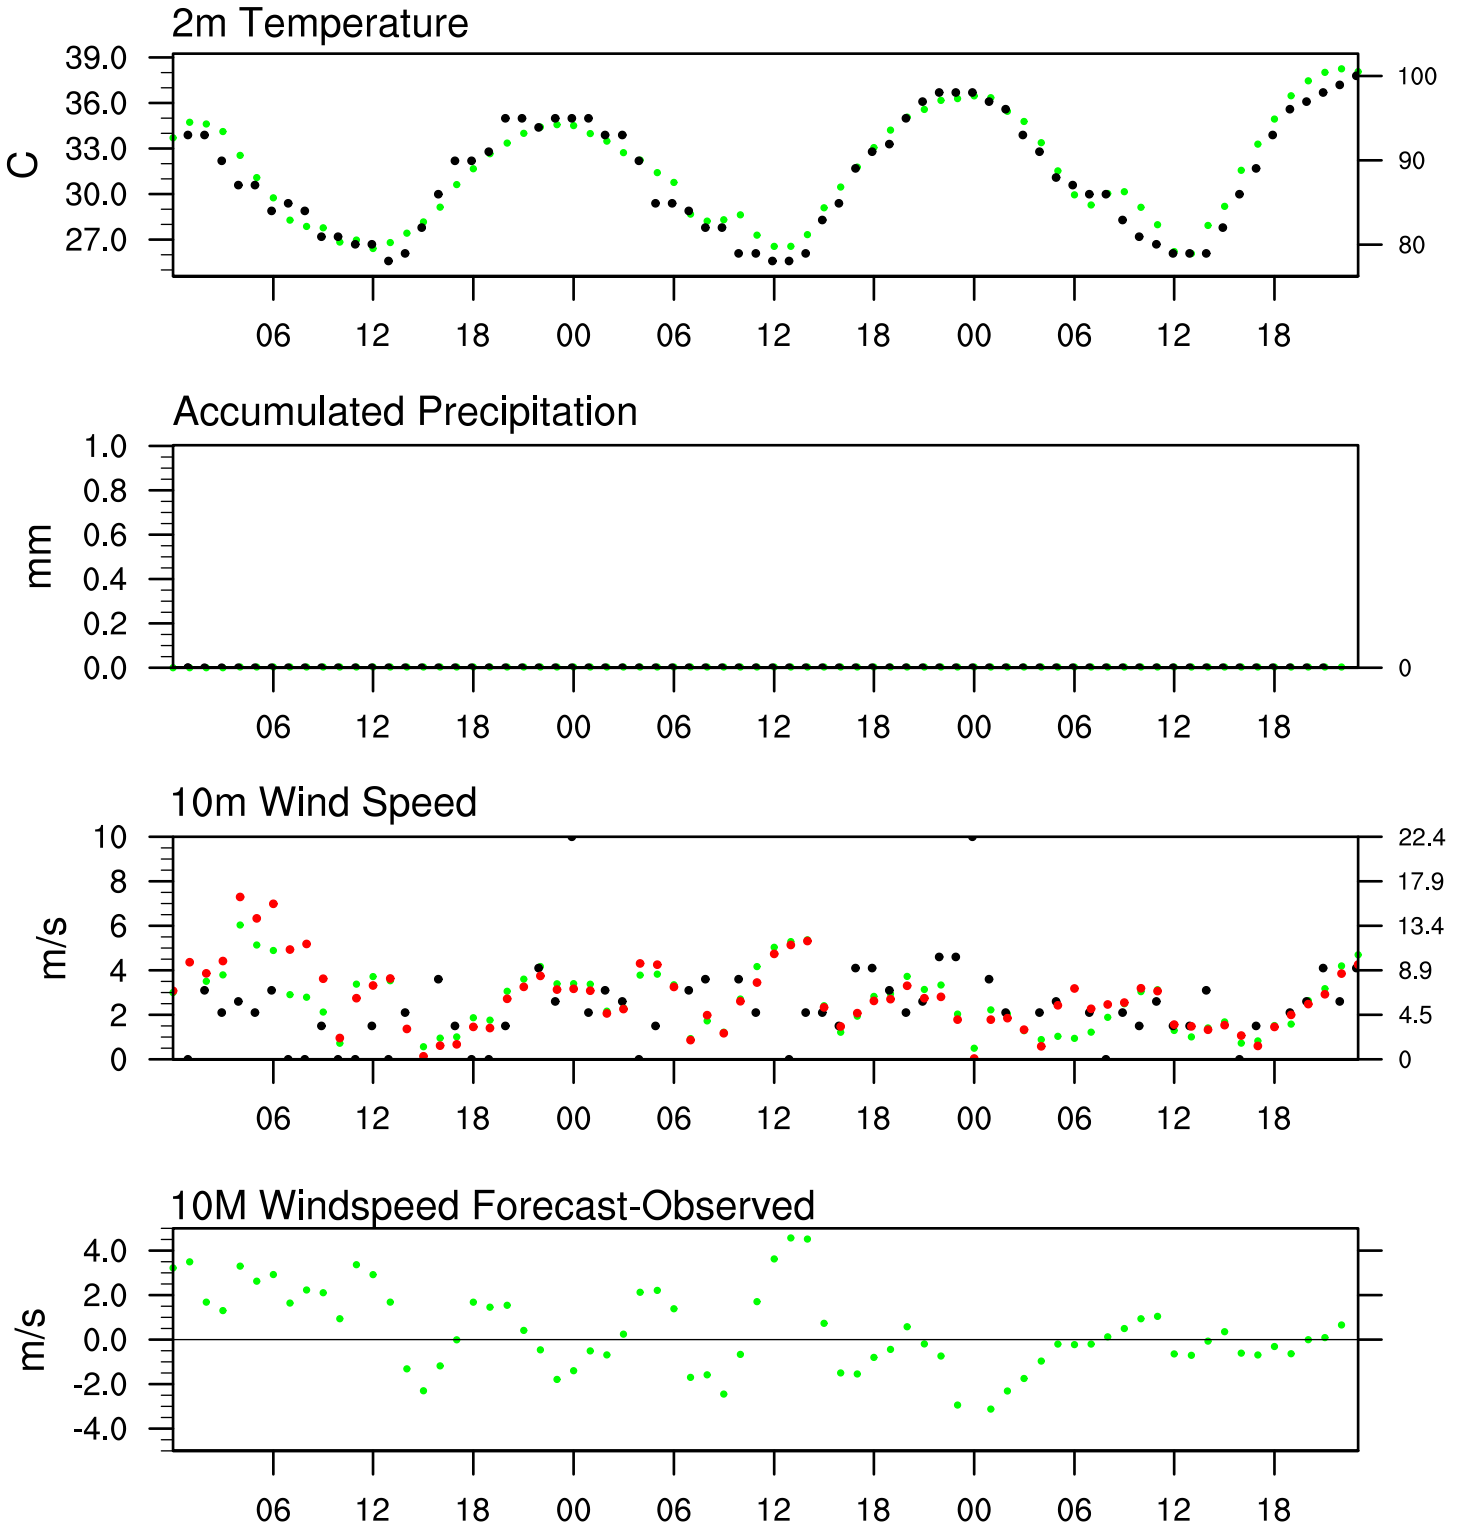 2m Temperature
39.0
36.0
33.0
30.0
27.0
C
100
90
80
06 12 18 00 06 12 18 00 06 12 18
Accumulated Precipitation
1.0
0.8
0.6
0.4
0.2
0.0
mm
0
06 12 18 00 06 12 18 00 06 12 18
10m Wind Speed
10
8
6
4
2
0
m/s
22.4
17.9
13.4
8.9
4.5
0
06 12 18 00 06 12 18 00 06 12 18
10M Windspeed Forecast-Observed
4.0
2.0
0.0
-2.0
-4.0
m/s
06 12 18 00 06 12 18 00 06 12 18